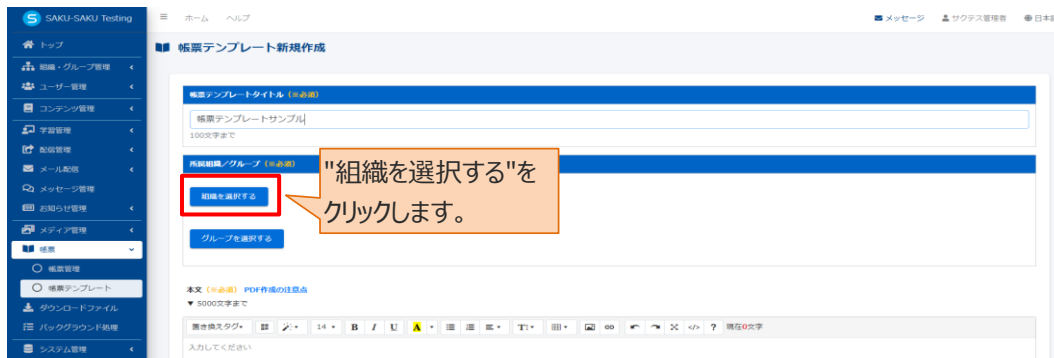 SAKU-SAKU Testing
ホーム ヘルプ
メッセージ サクテス管理者 日本語
トップ
帳票テンプレート新規作成
組織・グループ管理
ユーザー管理
帳票テンプレートタイトル (※必須)
コンテンツ管理
帳票テンプレートサンプル
学習管理
100文字まで
配信管理
メール配信
所属組織/グループ (※必須)
"組織を選択する"を
クリックします。
メッセージ管理
組織を選択する
お知らせ管理
メディア管理
グループを選択する
帳票
帳票管理
帳票テンプレート
本文 (※必須) PDF作成の注意点
▼ 5000文字まで
ダウンロードファイル
バックグラウンド処理
置き換えタグ 14 B I U A T↕ </> ? 現在0文字
システム管理
入力してください